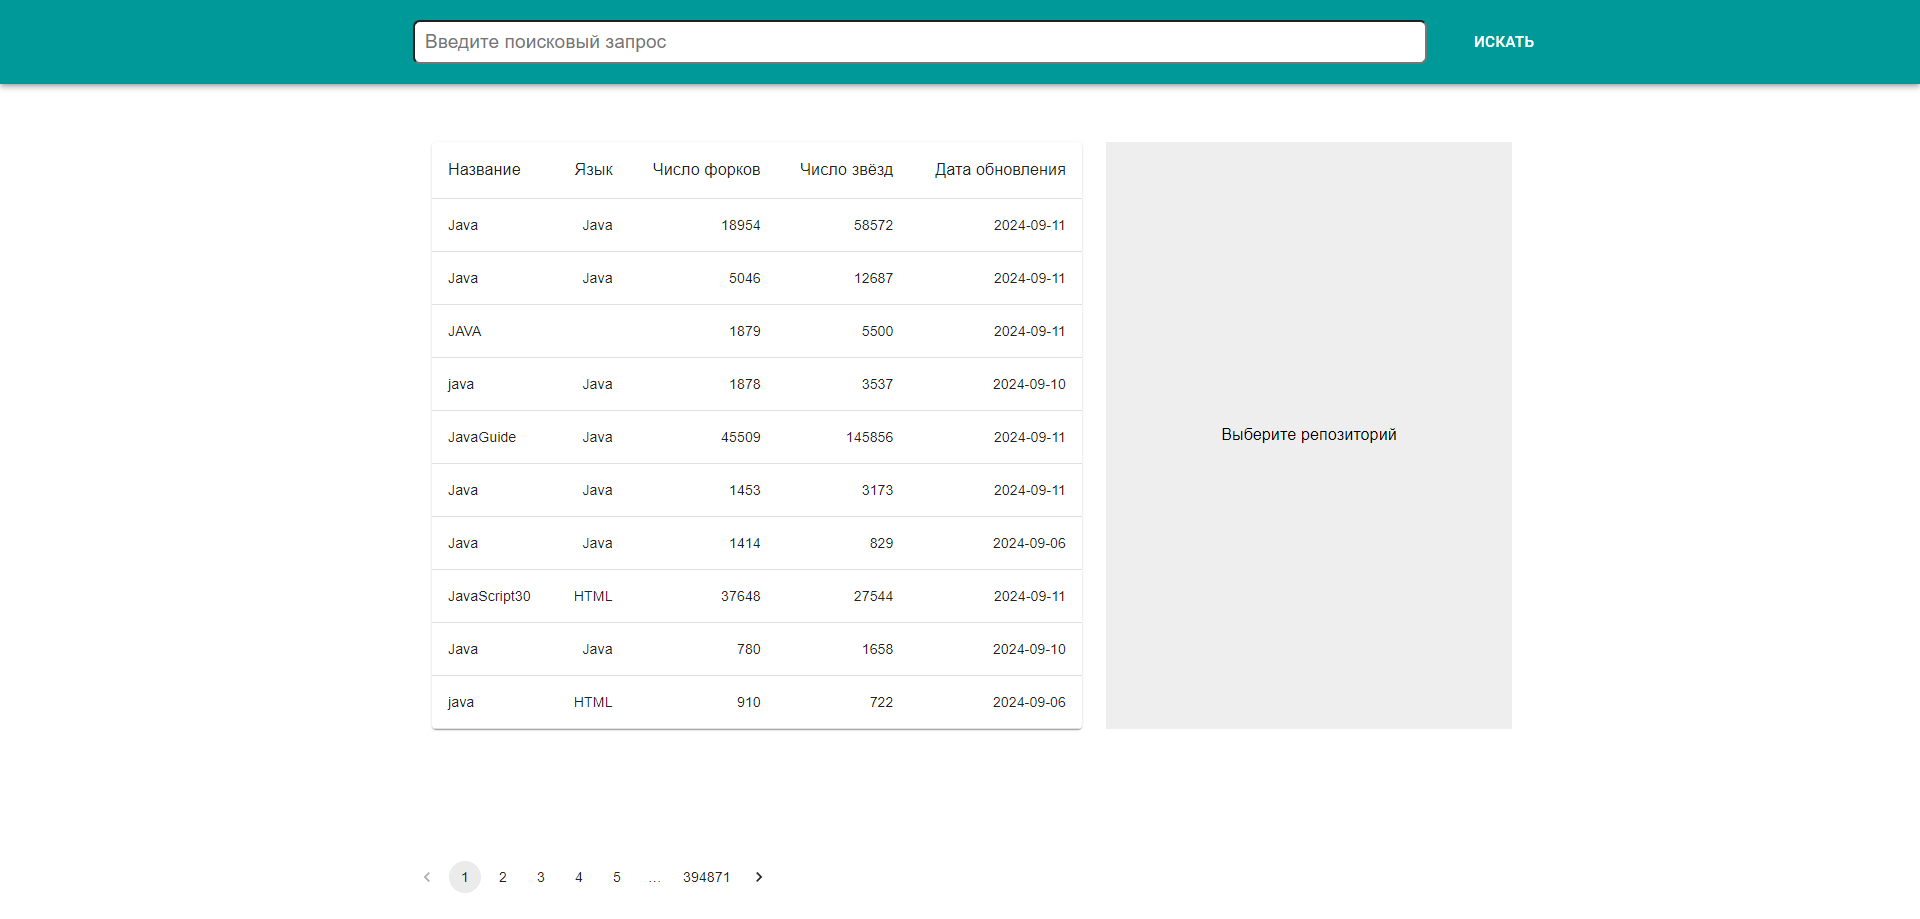 Введите поисковый запрос ИСКАТЬ
Название Язык Число форков Число звёзд Дата обновления
Java Java 18954 58572 2024-09-11
Java Java 5046 12687 2024-09-11
JAVA 1879 5500 2024-09-11
java Java 1878 3537 2024-09-10
JavaGuide Java 45509 145856 2024-09-11
Java Java 1453 3173 2024-09-11
Java Java 1414 829 2024-09-06
JavaScript30 HTML 37648 27544 2024-09-11
Java Java 780 1658 2024-09-10
java HTML 910 722 2024-09-06
Выберите репозиторий
1 2 3 4 5 … 394871